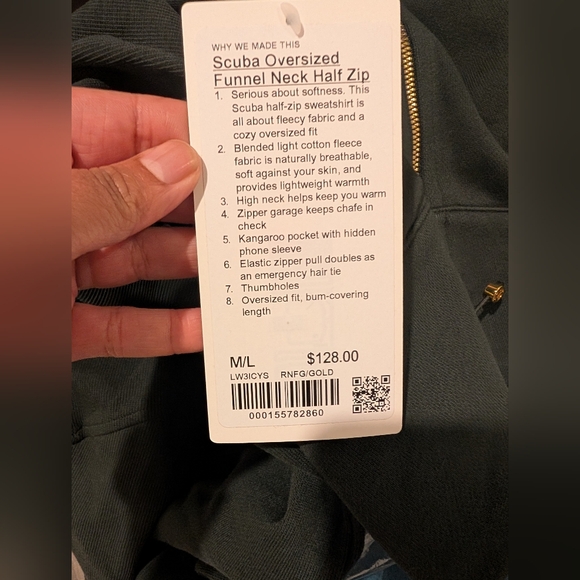 WHY WE MADE THIS
Scuba Oversized
Funnel Neck Half Zip
1. Serious about softness. This
Scuba half-zip sweatshirt is
all about fleecy fabric and a
cozy oversized fit
2. Blended light cotton fleece
fabric is naturally breathable,
soft against your skin, and
provides lightweight warmth
3. High neck helps keep you warm
4. Zipper garage keeps chafe in
check
5. Kangaroo pocket with hidden
phone sleeve
6. Elastic zipper pull doubles as
an emergency hair tie
7. Thumbholes
8. Oversized fit, bum-covering
length
M/L $128.00
LW3ICYS RNFG/GOLD
000155782860